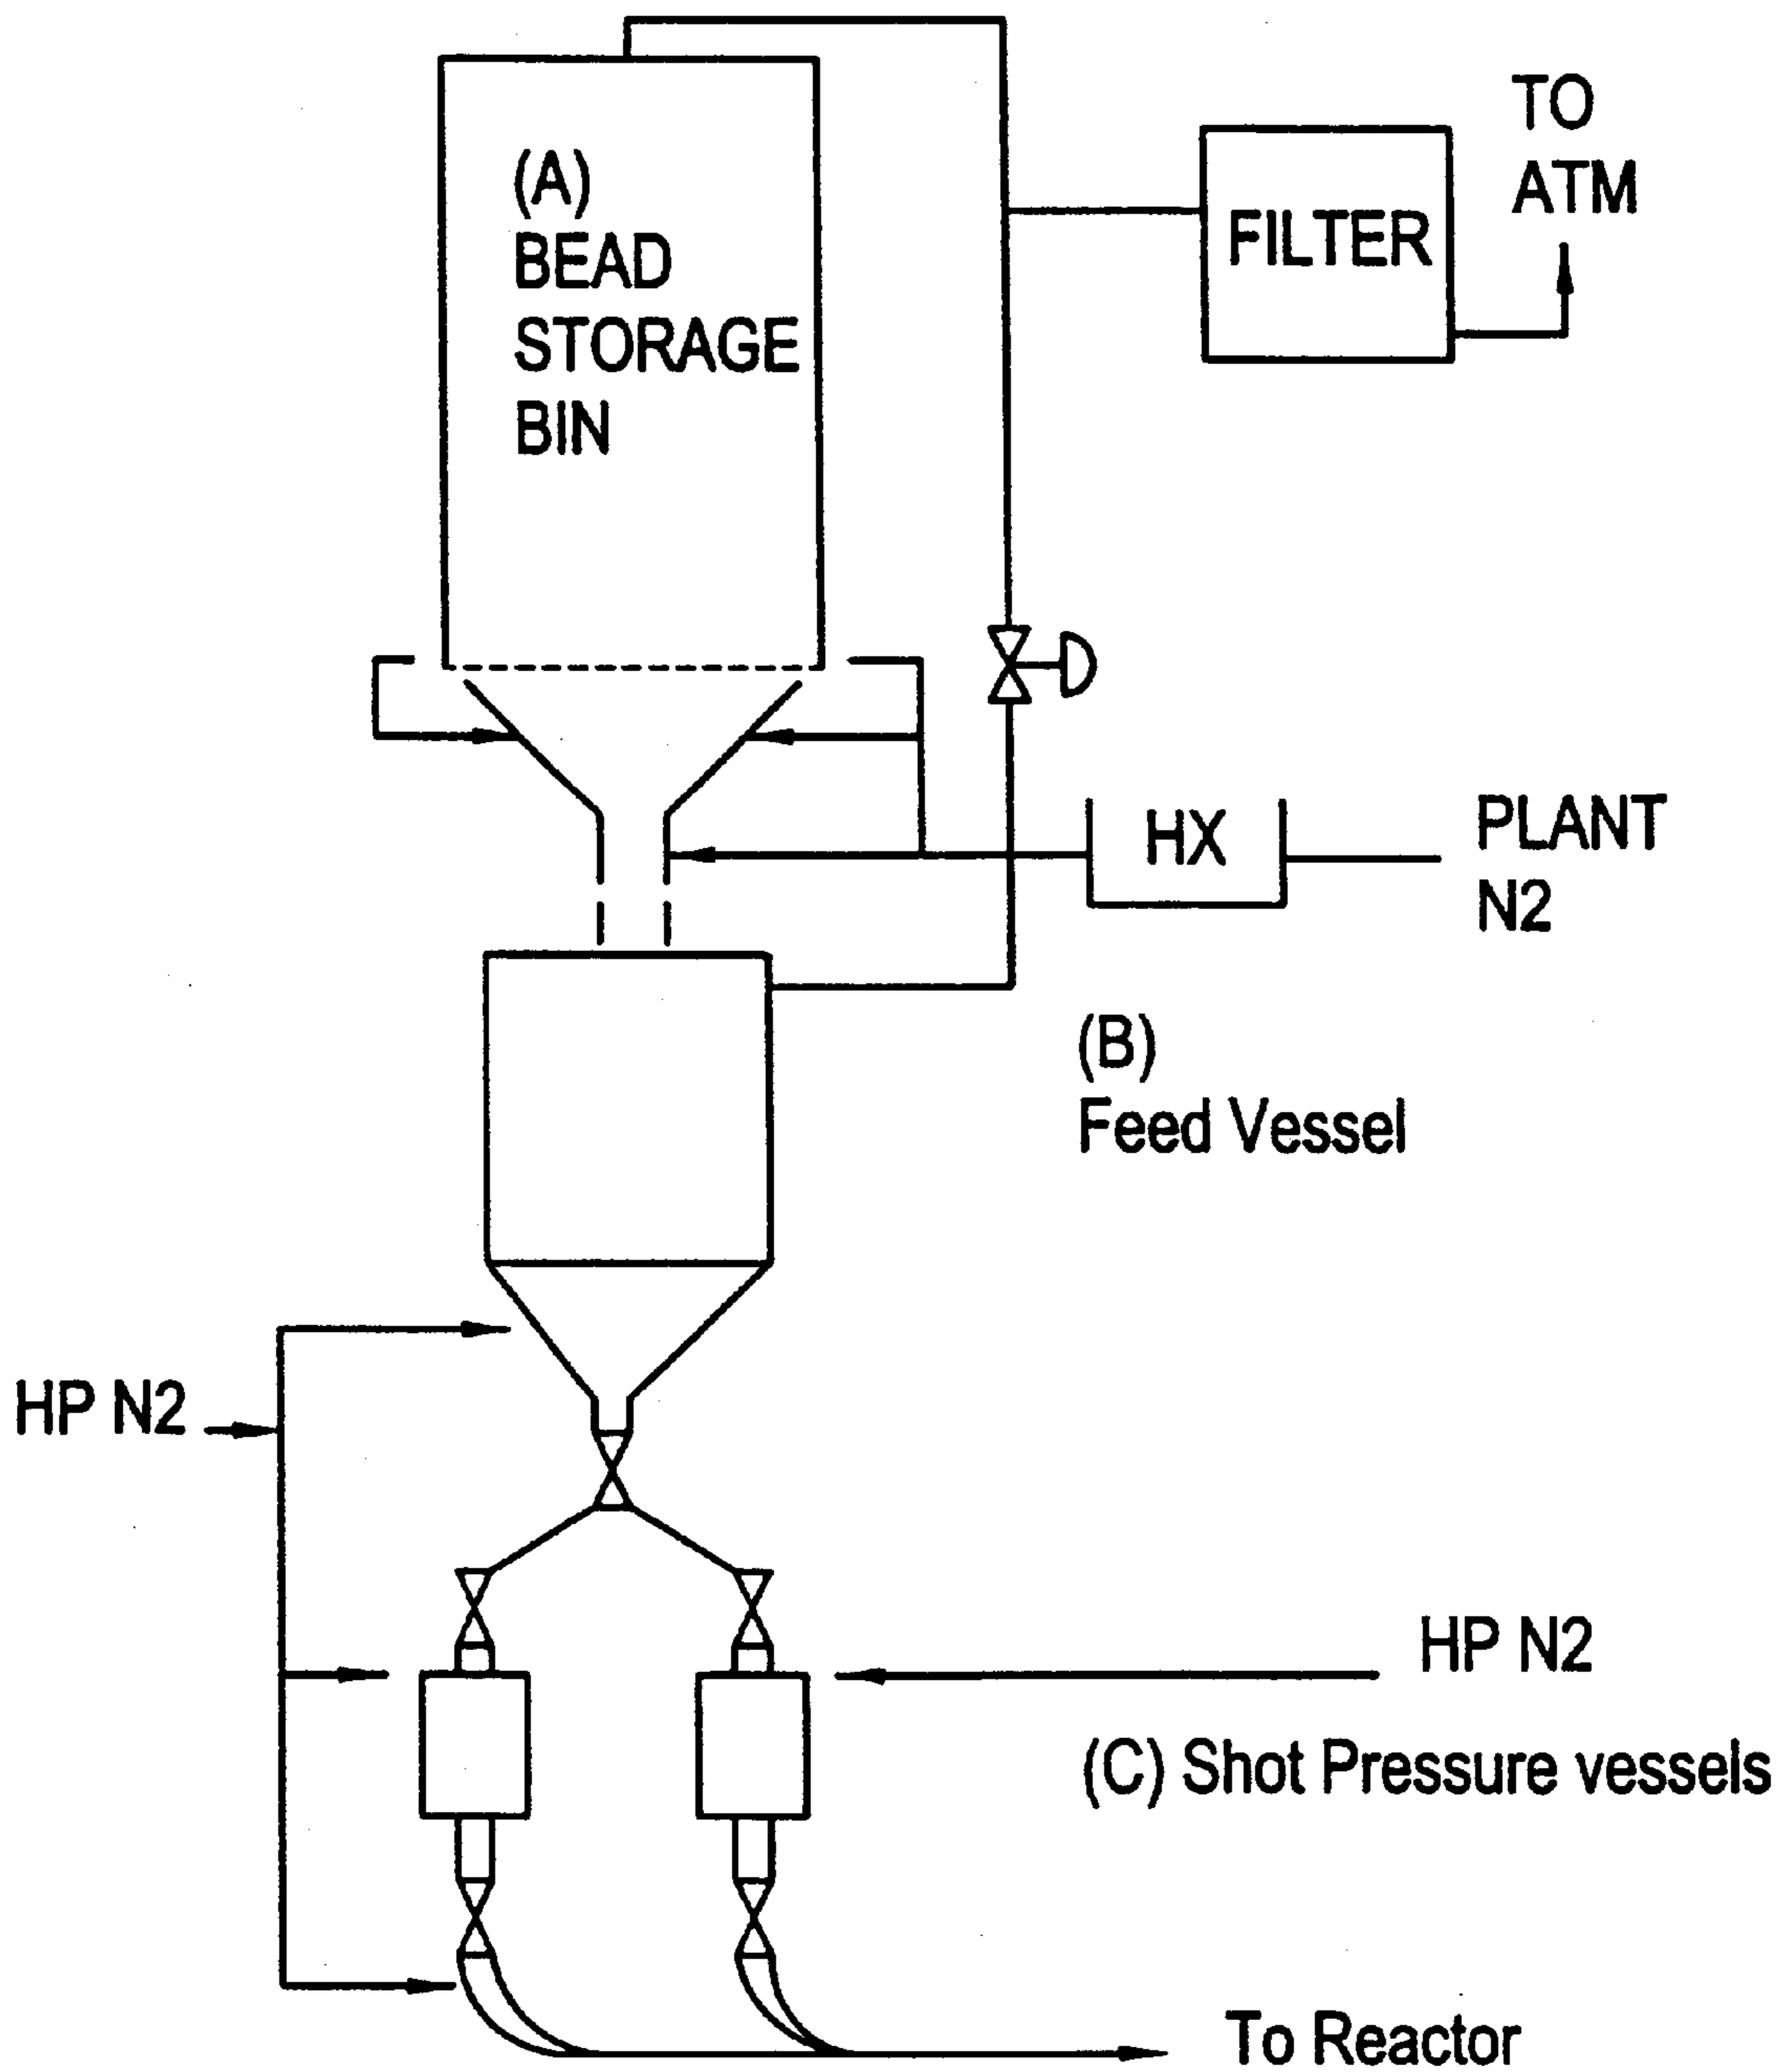 (A)
BEAD
STORAGE
BIN
TO
ATM
FILTER
HX
PLANT
N2
(B)
Feed Vessel
HP N2
HP N2
(C) Shot Pressure vessels
To Reactor